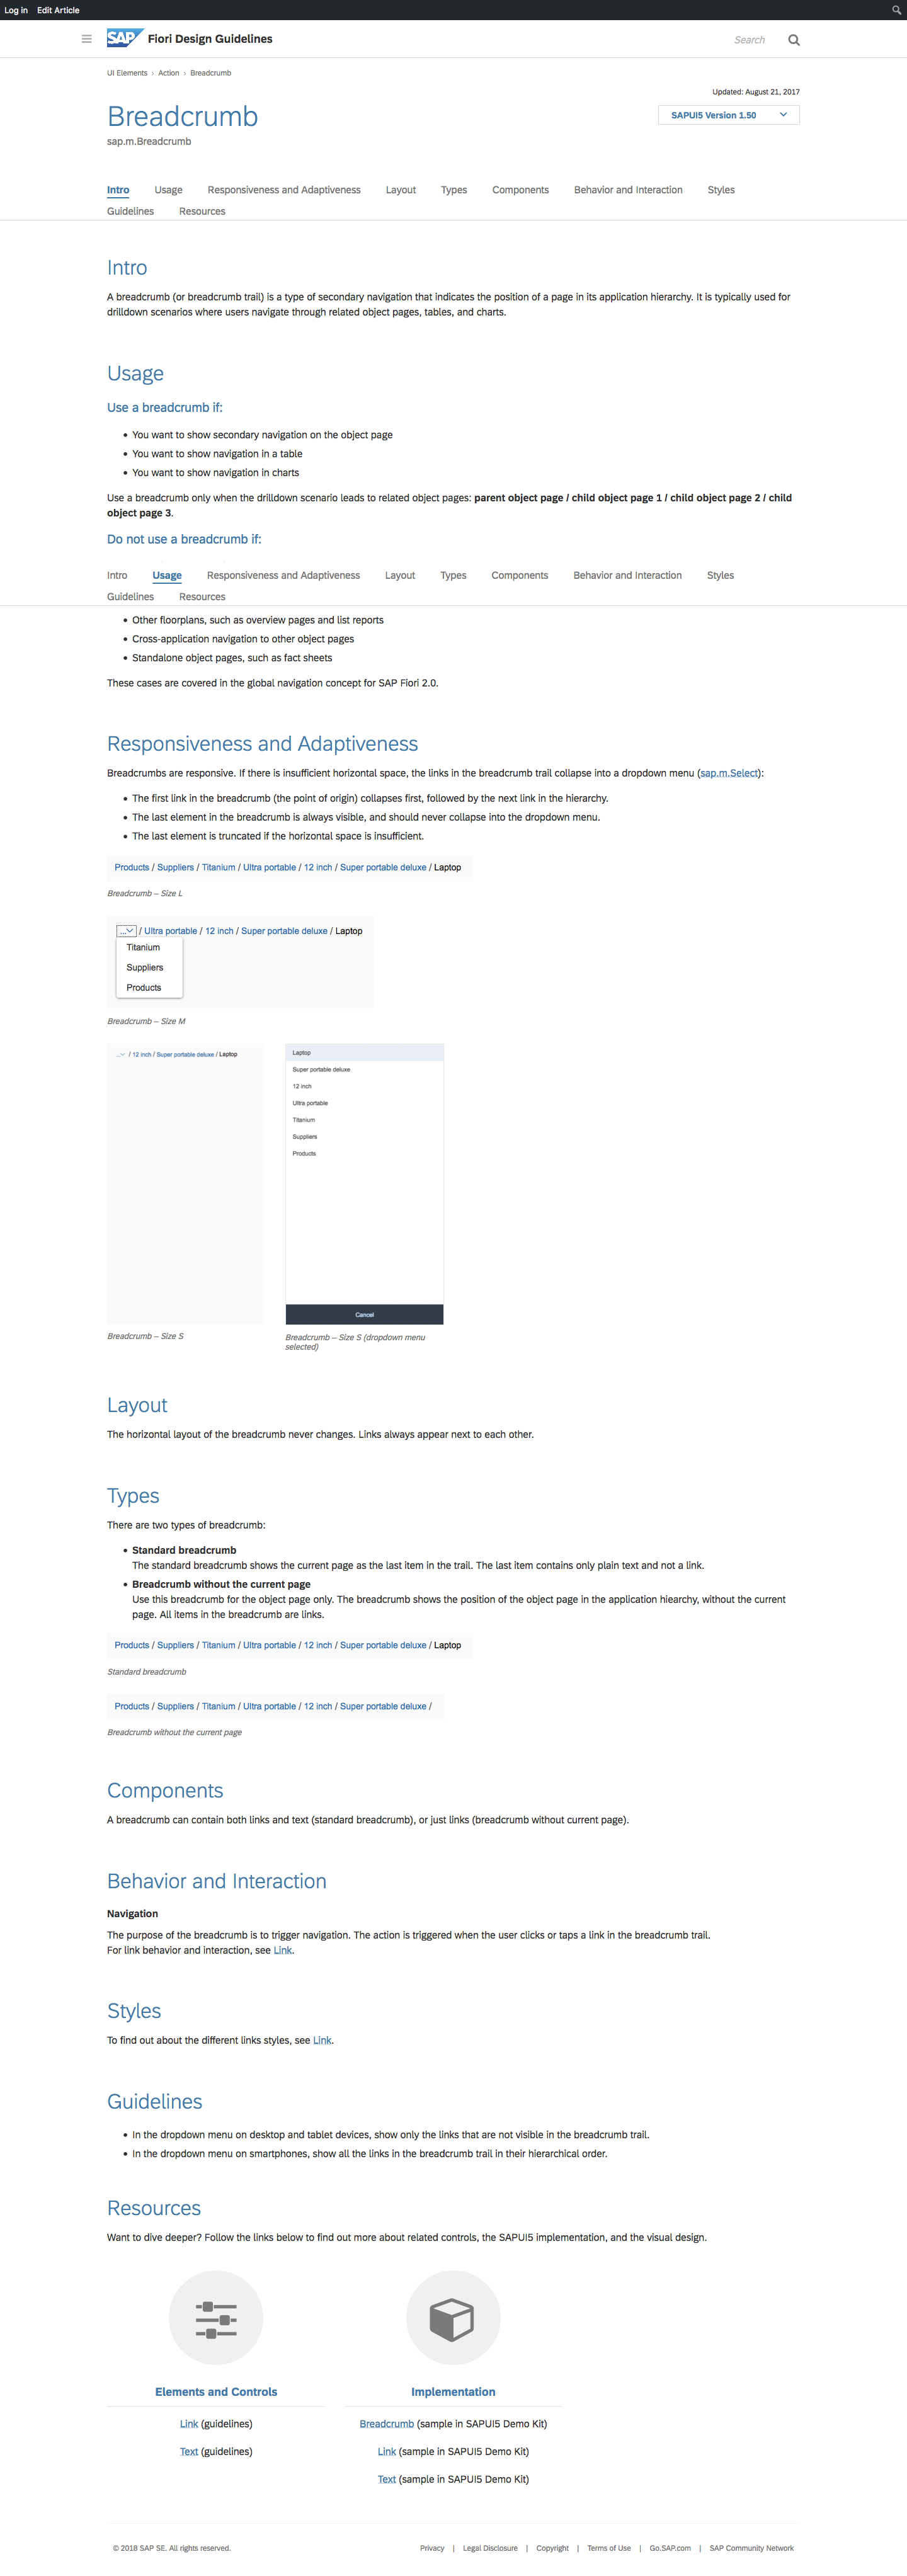 Log in Edit Article
SAP Fiori Design Guidelines Search
UI Elements › Action › Breadcrumb
Updated: August 21, 2017
Breadcrumb
SAPUI5 Version 1.50
sap.m.Breadcrumb
Intro Usage Responsiveness and Adaptiveness Layout Types Components Behavior and Interaction Styles
Guidelines Resources
Intro
A breadcrumb (or breadcrumb trail) is a type of secondary navigation that indicates the position of a page in its application hierarchy. It is typically used for
drilldown scenarios where users navigate through related object pages, tables, and charts.
Usage
Use a breadcrumb if:
• You want to show secondary navigation on the object page
• You want to show navigation in a table
• You want to show navigation in charts
Use a breadcrumb only when the drilldown scenario leads to related object pages: parent object page / child object page 1 / child object page 2 / child
object page 3.
Do not use a breadcrumb if:
Intro Usage Responsiveness and Adaptiveness Layout Types Components Behavior and Interaction Styles
Guidelines Resources
• Other floorplans, such as overview pages and list reports
• Cross-application navigation to other object pages
• Standalone object pages, such as fact sheets
These cases are covered in the global navigation concept for SAP Fiori 2.0.
Responsiveness and Adaptiveness
Breadcrumbs are responsive. If there is insufficient horizontal space, the links in the breadcrumb trail collapse into a dropdown menu (sap.m.Select):
• The first link in the breadcrumb (the point of origin) collapses first, followed by the next link in the hierarchy.
• The last element in the breadcrumb is always visible, and should never collapse into the dropdown menu.
• The last element is truncated if the horizontal space is insufficient.
Products / Suppliers / Titanium / Ultra portable / 12 inch / Super portable deluxe / Laptop
Breadcrumb – Size L
... / Ultra portable / 12 inch / Super portable deluxe / Laptop
Titanium
Suppliers
Products
Breadcrumb – Size M
... / 12 inch / Super portable deluxe / Laptop
Laptop
Super portable deluxe
12 inch
Ultra portable
Titanium
Suppliers
Products
Cancel
Breadcrumb – Size S
Breadcrumb – Size S (dropdown menu
selected)
Layout
The horizontal layout of the breadcrumb never changes. Links always appear next to each other.
Types
There are two types of breadcrumb:
• Standard breadcrumb
The standard breadcrumb shows the current page as the last item in the trail. The last item contains only plain text and not a link.
• Breadcrumb without the current page
Use this breadcrumb for the object page only. The breadcrumb shows the position of the object page in the application hiearchy, without the current
page. All items in the breadcrumb are links.
Products / Suppliers / Titanium / Ultra portable / 12 inch / Super portable deluxe / Laptop
Standard breadcrumb
Products / Suppliers / Titanium / Ultra portable / 12 inch / Super portable deluxe /
Breadcrumb without the current page
Components
A breadcrumb can contain both links and text (standard breadcrumb), or just links (breadcrumb without current page).
Behavior and Interaction
Navigation
The purpose of the breadcrumb is to trigger navigation. The action is triggered when the user clicks or taps a link in the breadcrumb trail.
For link behavior and interaction, see Link.
Styles
To find out about the different links styles, see Link.
Guidelines
• In the dropdown menu on desktop and tablet devices, show only the links that are not visible in the breadcrumb trail.
• In the dropdown menu on smartphones, show all the links in the breadcrumb trail in their hierarchical order.
Resources
Want to dive deeper? Follow the links below to find out more about related controls, the SAPUI5 implementation, and the visual design.
Elements and Controls
Link (guidelines)
Text (guidelines)
Implementation
Breadcrumb (sample in SAPUI5 Demo Kit)
Link (sample in SAPUI5 Demo Kit)
Text (sample in SAPUI5 Demo Kit)
© 2018 SAP SE. All rights reserved. Privacy | Legal Disclosure | Copyright | Terms of Use | Go.SAP.com | SAP Community Network